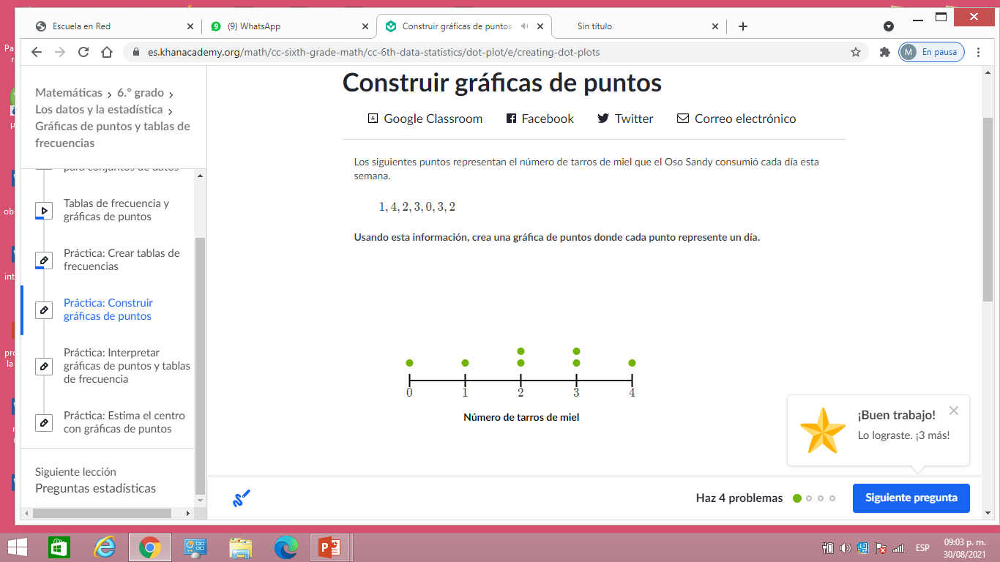 Escuela en Red
(9) WhatsApp
Construir gráficas de puntos
Sin título
es.khanacademy.org/math/cc-sixth-grade-math/cc-6th-data-statistics/dot-plot/e/creating-dot-plots
M En pausa
Matemáticas › 6.º grado ›
Los datos y la estadística ›
Gráficas de puntos y tablas de
frecuencias
para conjuntos de datos
Tablas de frecuencia y
gráficas de puntos
Práctica: Crear tablas de
frecuencias
Práctica: Construir
gráficas de puntos
Práctica: Interpretar
gráficas de puntos y tablas
de frecuencia
Práctica: Estima el centro
con gráficas de puntos
Siguiente lección
Preguntas estadísticas
Construir gráficas de puntos
Google Classroom
Facebook
Twitter
Correo electrónico
Los siguientes puntos representan el número de tarros de miel que el Oso Sandy consumió cada día esta
semana.
1, 4, 2, 3, 0, 3, 2
Usando esta información, crea una gráfica de puntos donde cada punto represente un día.
0 1 2 3 4
Número de tarros de miel
¡Buen trabajo!
Lo lograste. ¡3 más!
Haz 4 problemas
Siguiente pregunta
ESP
09:03 p. m.
30/08/2021